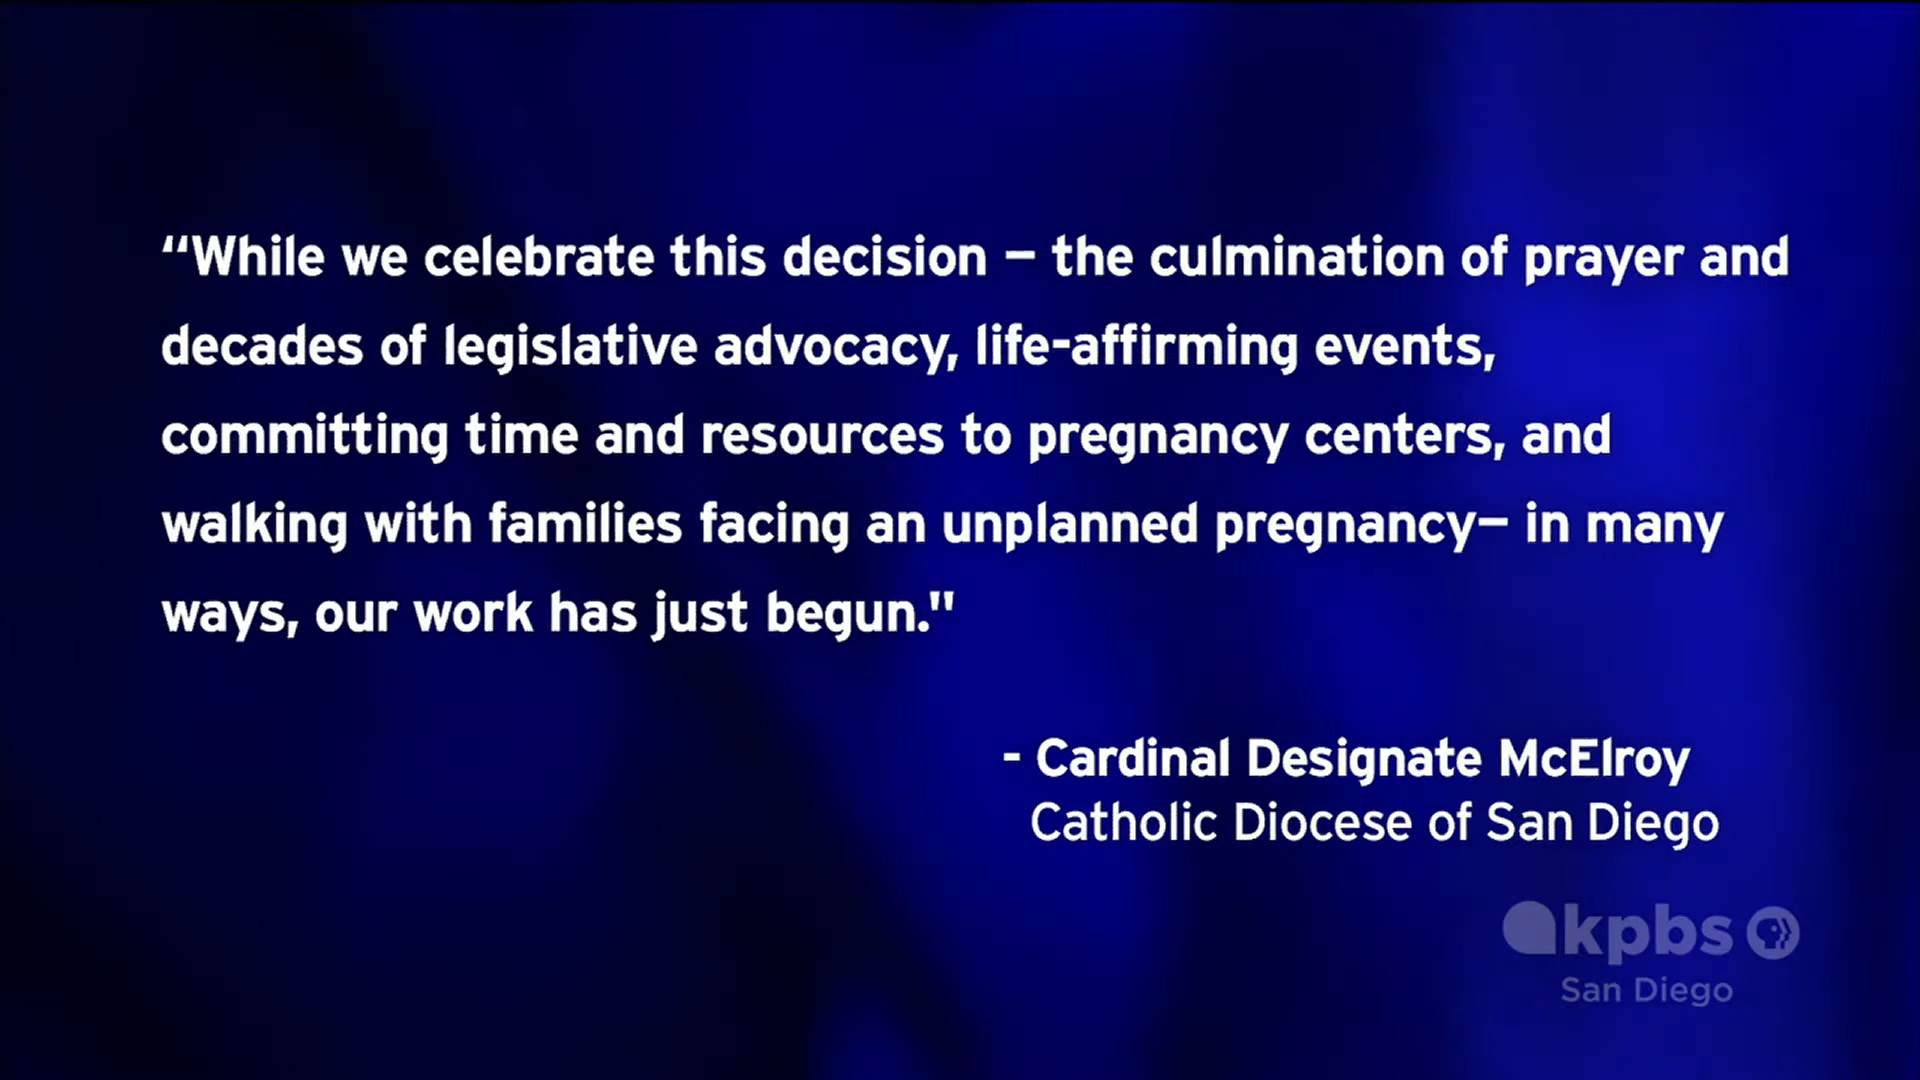 “While we celebrate this decision – the culmination of prayer and
decades of legislative advocacy, life-affirming events,
committing time and resources to pregnancy centers, and
walking with families facing an unplanned pregnancy– in many
ways, our work has just begun."
- Cardinal Designate McElroy
Catholic Diocese of San Diego
kpbs
San Diego